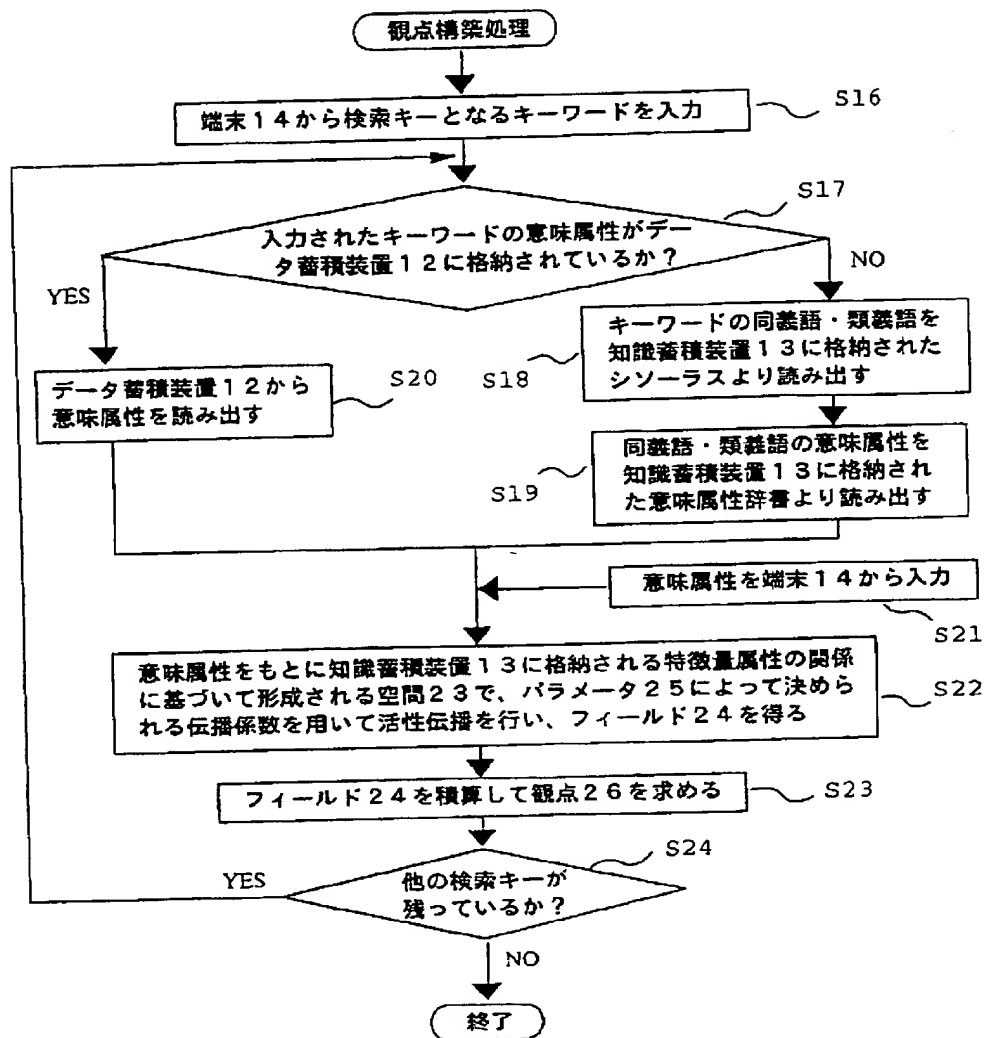 観点構築処理
端末14から検索キーとなるキーワードを入力
S16
S17
入力されたキーワードの意味属性がデー
タ蓄積装置12に格納されているか？
YES
NO
データ蓄積装置12から
意味属性を読み出す
S20
S18
キーワードの同義語・類義語を
知識蓄積装置13に格納された
シソーラスより読み出す
S19
同義語・類義語の意味属性を
知識蓄積装置13に格納され
た意味属性辞書より読み出す
意味属性を端末14から入力
S21
意味属性をもとに知識蓄積装置13に格納される特徴量属性の関係
に基づいて形成される空間23で、パラメータ25によって決めら
れる伝播係数を用いて活性伝播を行い、フィールド24を得る
S22
フィールド24を積算して観点26を求める
S23
S24
YES
他の検索キーが
残っているか？
NO
終了